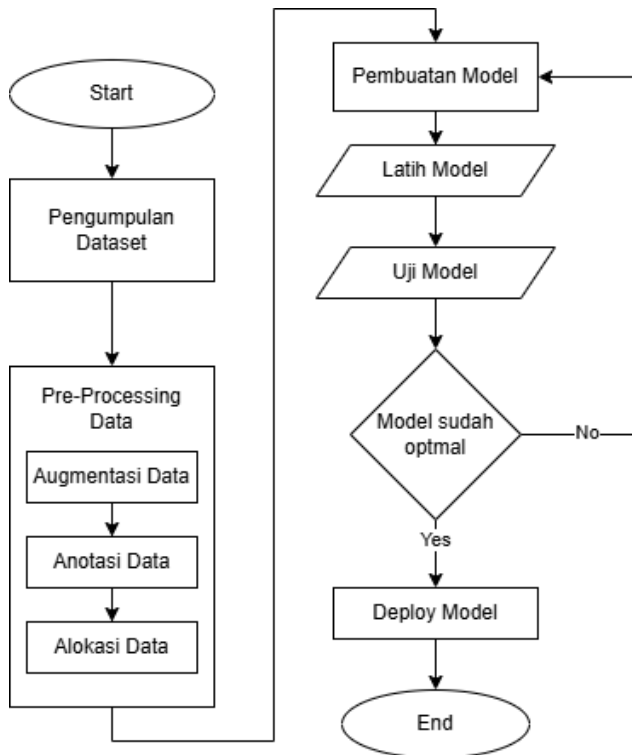 Start
Pengumpulan
Dataset
Pre-Processing
Data
Augmentasi Data
Anotasi Data
Alokasi Data
Pembuatan Model
Latih Model
Uji Model
Model sudah
optmal
No
Yes
Deploy Model
End